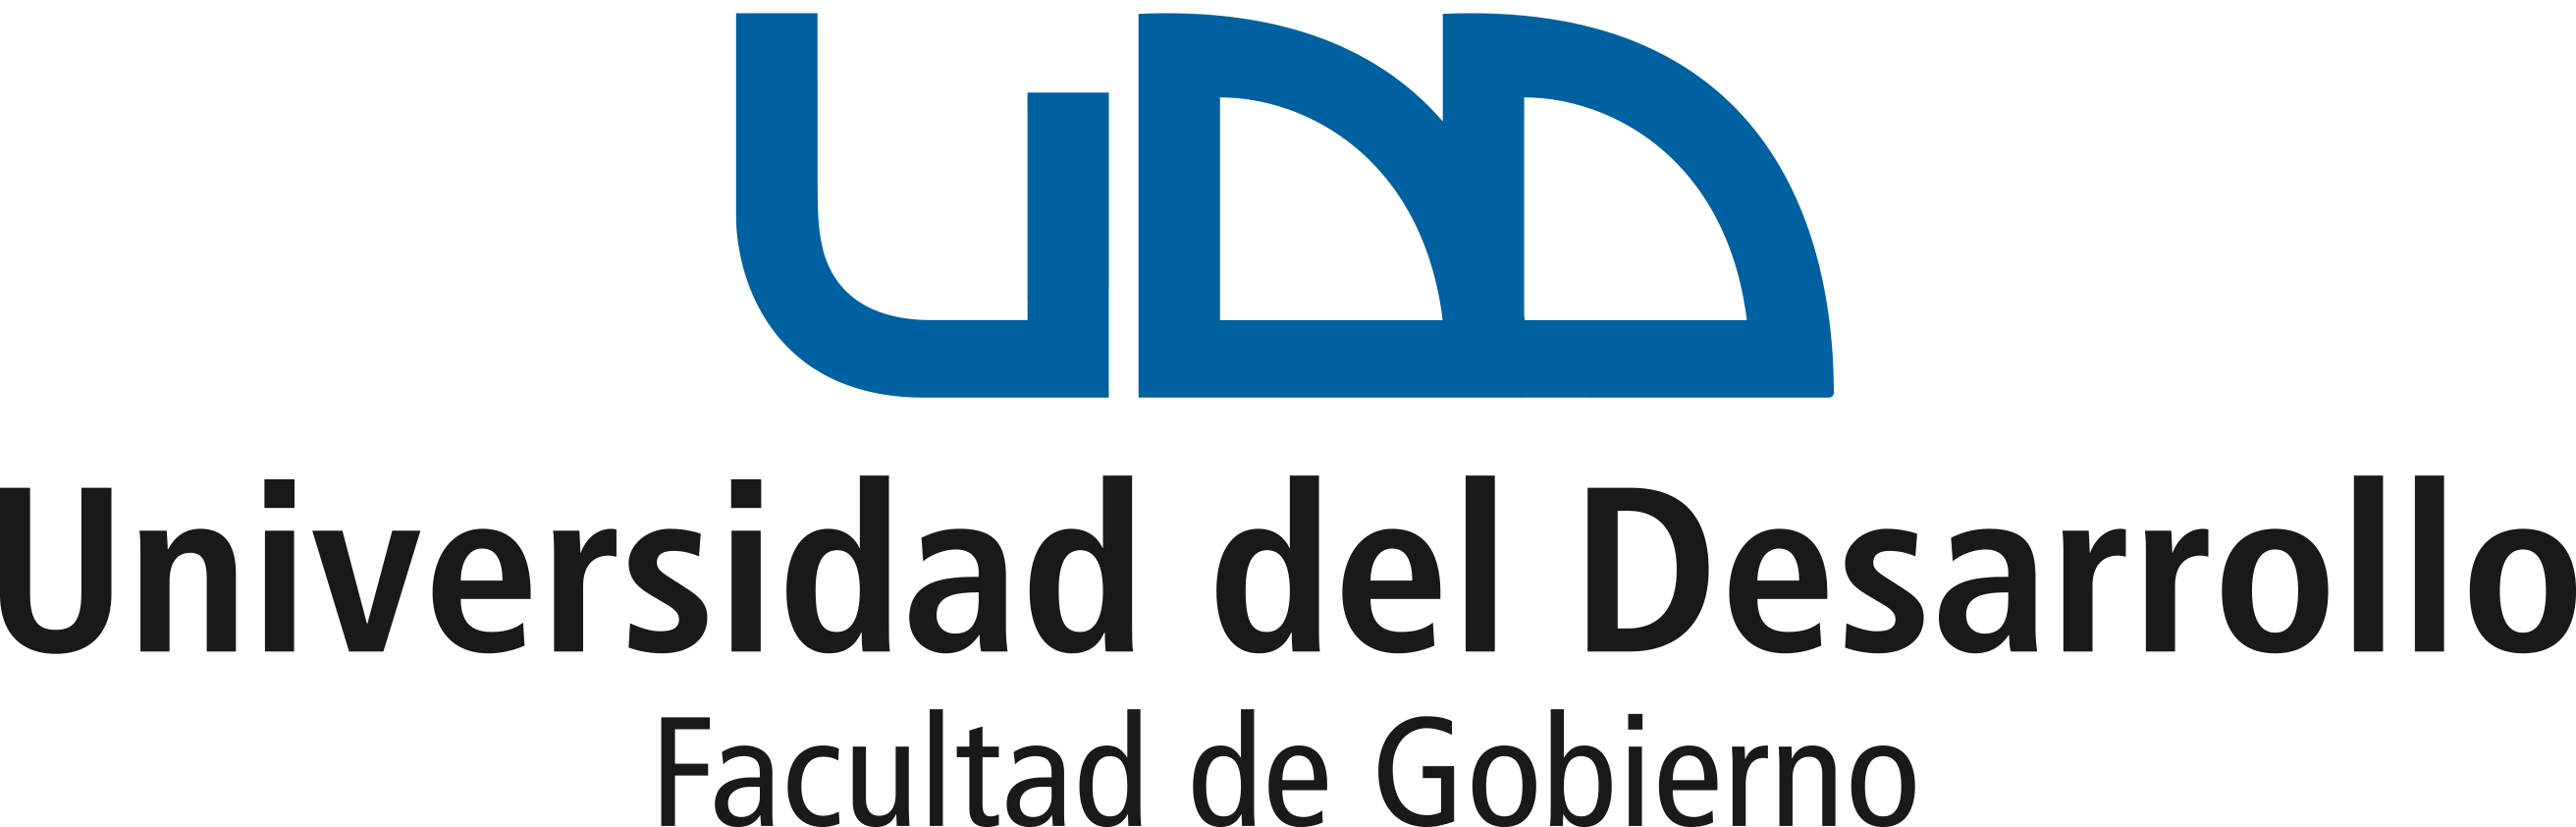 UDD
Universidad del Desarrollo
Facultad de Gobierno